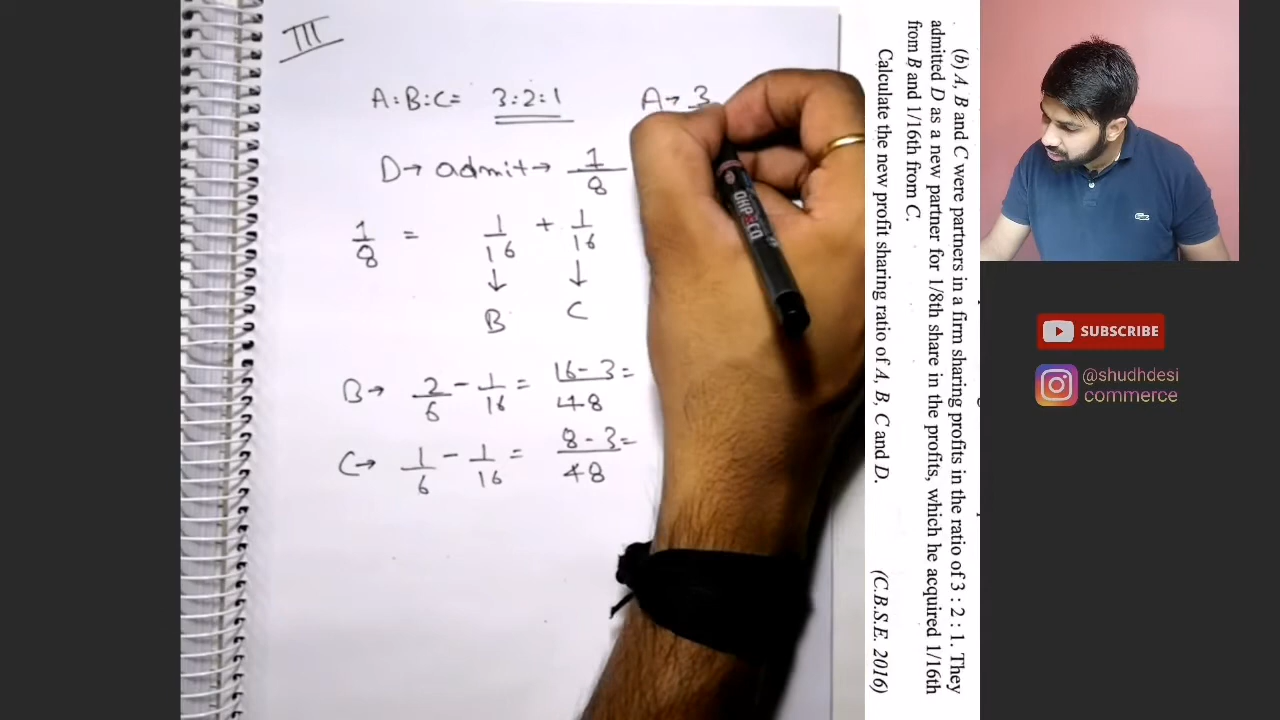 III
A:B:C= 3:2:1 A→ 3
D→ admit→ 1/8
1/8 = 1/16 + 1/16
↓ ↓
B C
B→ 2/6 - 1/16 = 16-3/48 =
C→ 1/6 - 1/16 = 8-3/48 =
OHPEX CD
(b) A, B and C were partners in a firm sharing profits in the ratio of 3 : 2 : 1. They
admitted D as a new partner for 1/8th share in the profits, which he acquired 1/16th
from B and 1/16th from C.
Calculate the new profit sharing ratio of A, B, C and D. (C.B.S.E. 2016)
SUBSCRIBE
@shudhdesi
commerce